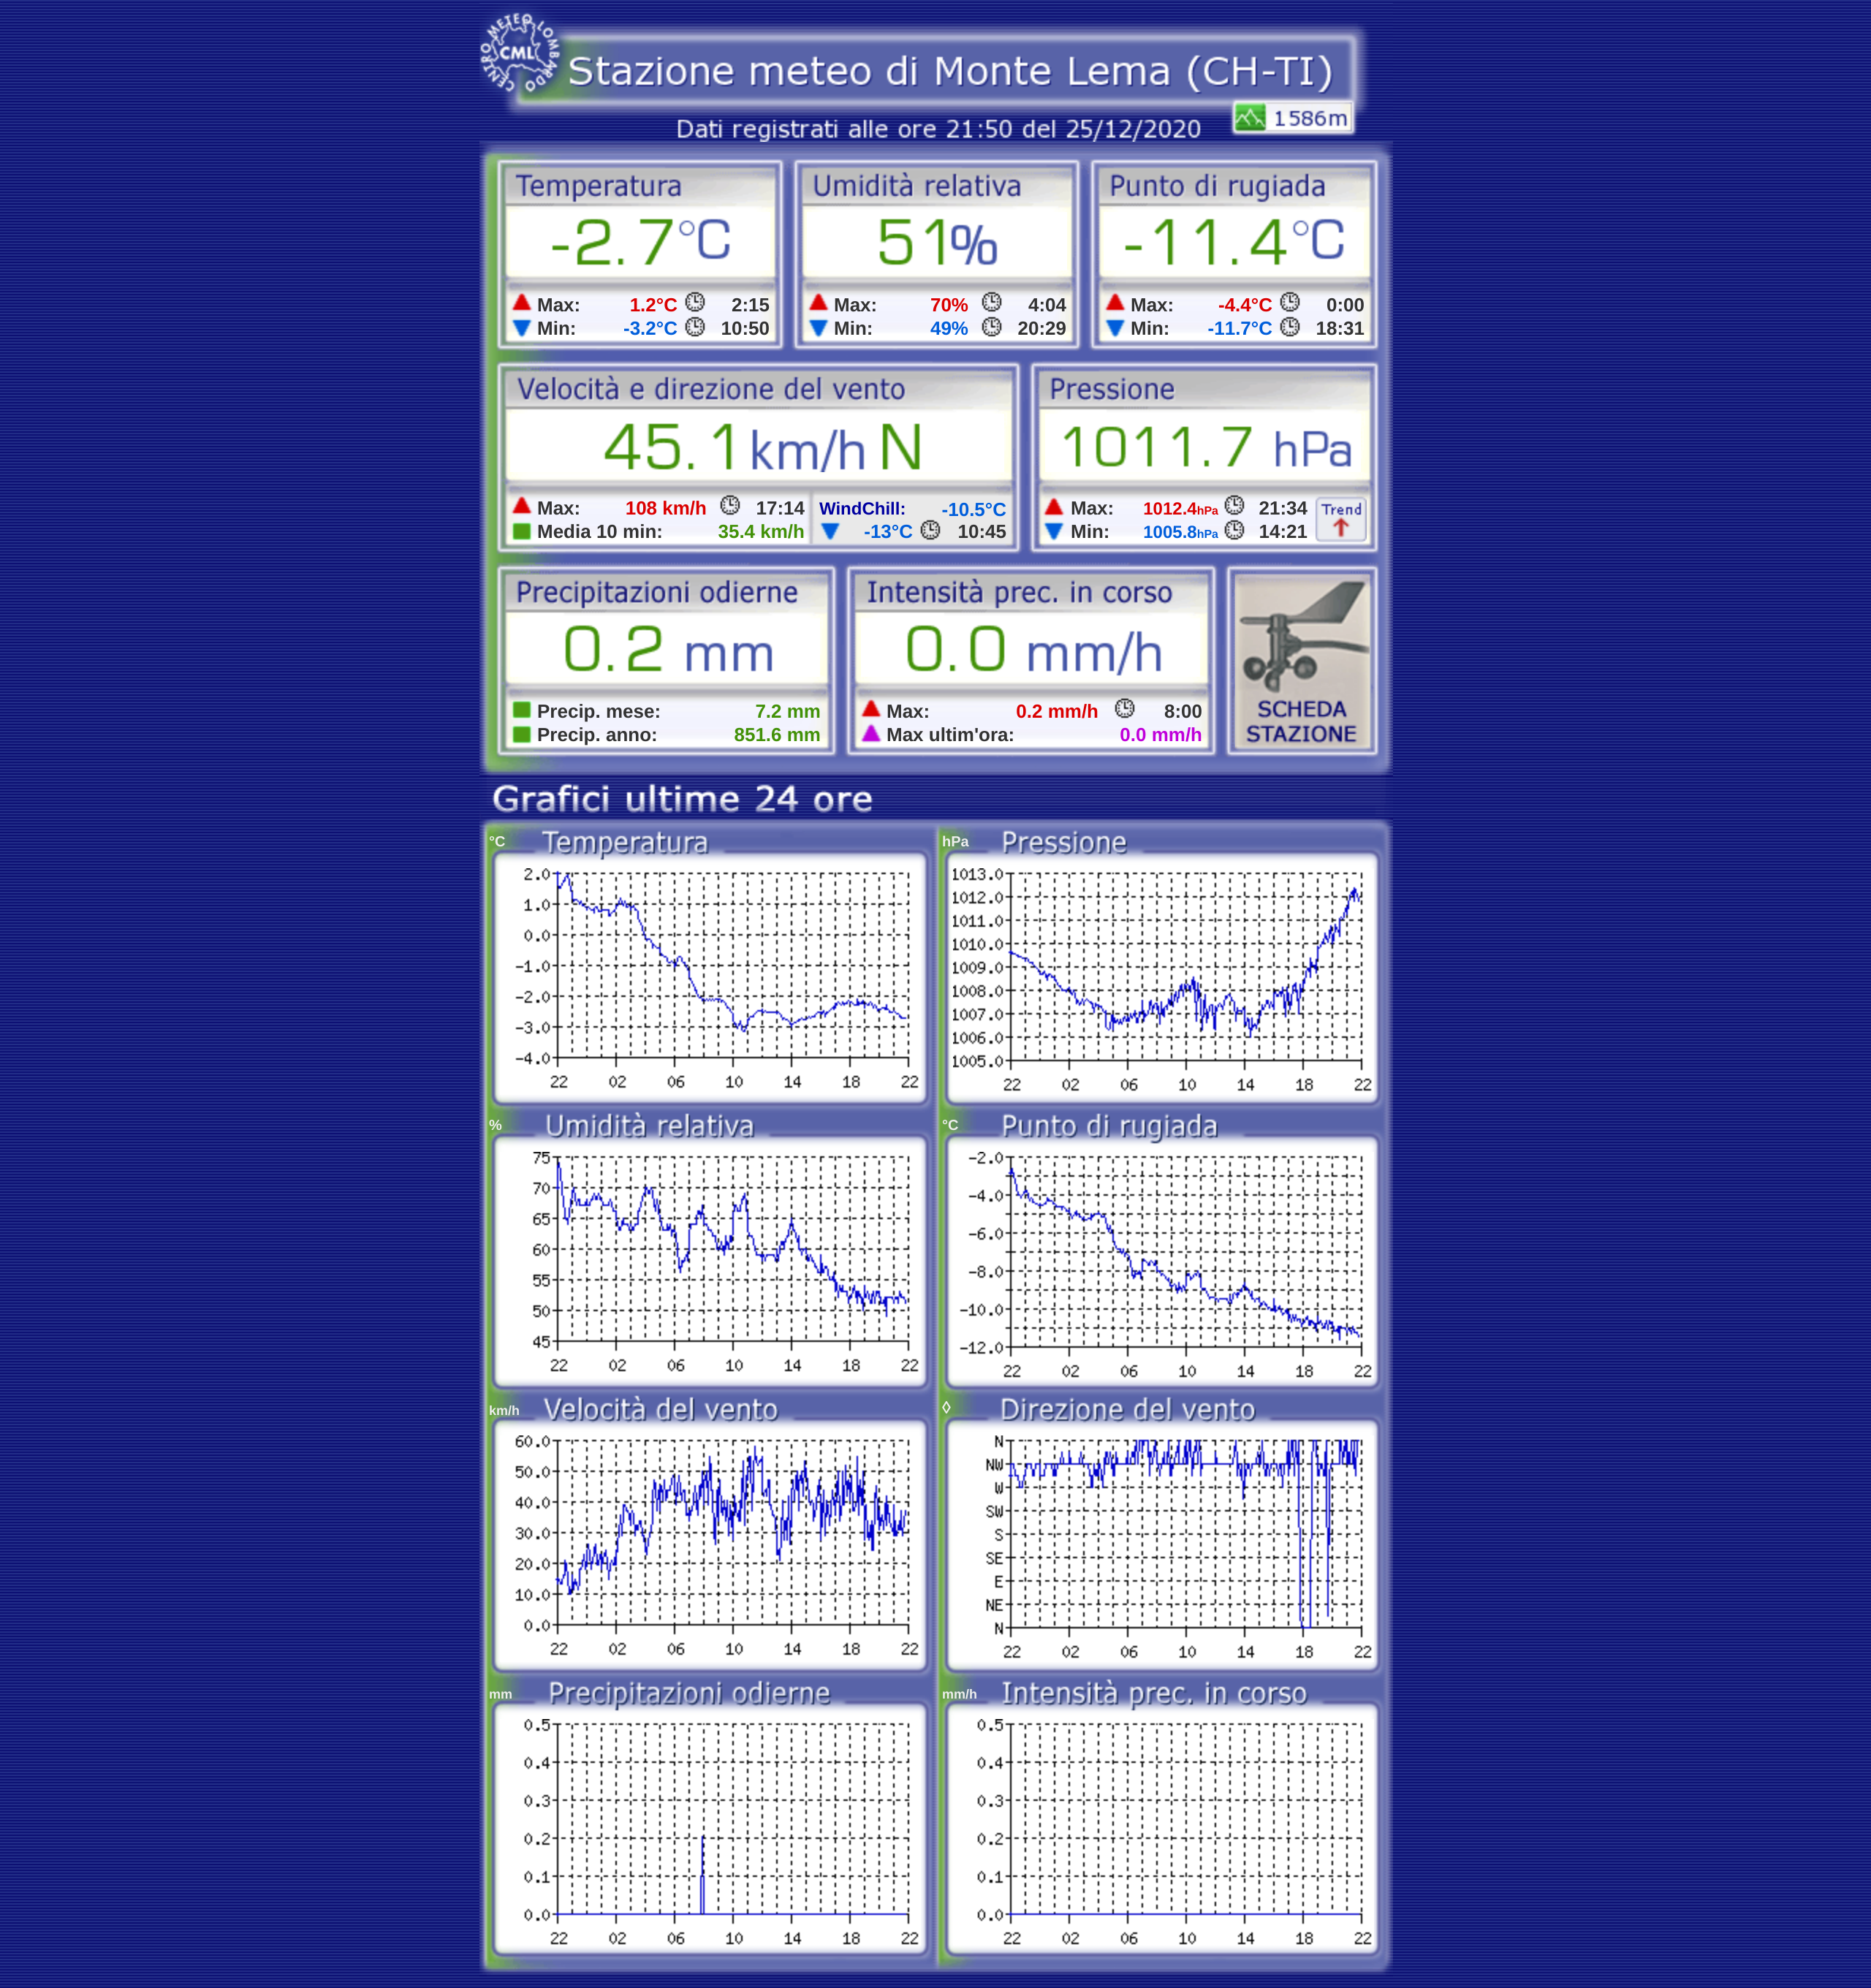 CENTRO METEO LOMBARDO
CML
Stazione meteo di Monte Lema (CH-TI)
1586m
Dati registrati alle ore 21:50 del 25/12/2020
Temperatura
-2.7°C
Max: 1.2°C 2:15
Min: -3.2°C 10:50
Umidità relativa
51%
Max: 70% 4:04
Min: 49% 20:29
Punto di rugiada
-11.4°C
Max: -4.4°C 0:00
Min: -11.7°C 18:31
Velocità e direzione del vento
45.1km/h N
Max: 108 km/h 17:14
Media 10 min: 35.4 km/h
WindChill: -10.5°C
-13°C 10:45
Pressione
1011.7 hPa
Max: 1012.4hPa 21:34
Min: 1005.8hPa 14:21
Trend
Precipitazioni odierne
0.2 mm
Precip. mese: 7.2 mm
Precip. anno: 851.6 mm
Intensità prec. in corso
0.0 mm/h
Max: 0.2 mm/h 8:00
Max ultim'ora: 0.0 mm/h
SCHEDA
STAZIONE
Grafici ultime 24 ore
°C Temperatura
2.0
1.0
0.0
-1.0
-2.0
-3.0
-4.0
22 02 06 10 14 18 22
hPa Pressione
1013.0
1012.0
1011.0
1010.0
1009.0
1008.0
1007.0
1006.0
1005.0
22 02 06 10 14 18 22
% Umidità relativa
75
70
65
60
55
50
45
22 02 06 10 14 18 22
°C Punto di rugiada
-2.0
-4.0
-6.0
-8.0
-10.0
-12.0
22 02 06 10 14 18 22
km/h Velocità del vento
60.0
50.0
40.0
30.0
20.0
10.0
0.0
22 02 06 10 14 18 22
◊ Direzione del vento
N
NW
W
SW
S
SE
E
NE
N
22 02 06 10 14 18 22
mm Precipitazioni odierne
0.5
0.4
0.3
0.2
0.1
0.0
22 02 06 10 14 18 22
mm/h Intensità prec. in corso
0.5
0.4
0.3
0.2
0.1
0.0
22 02 06 10 14 18 22